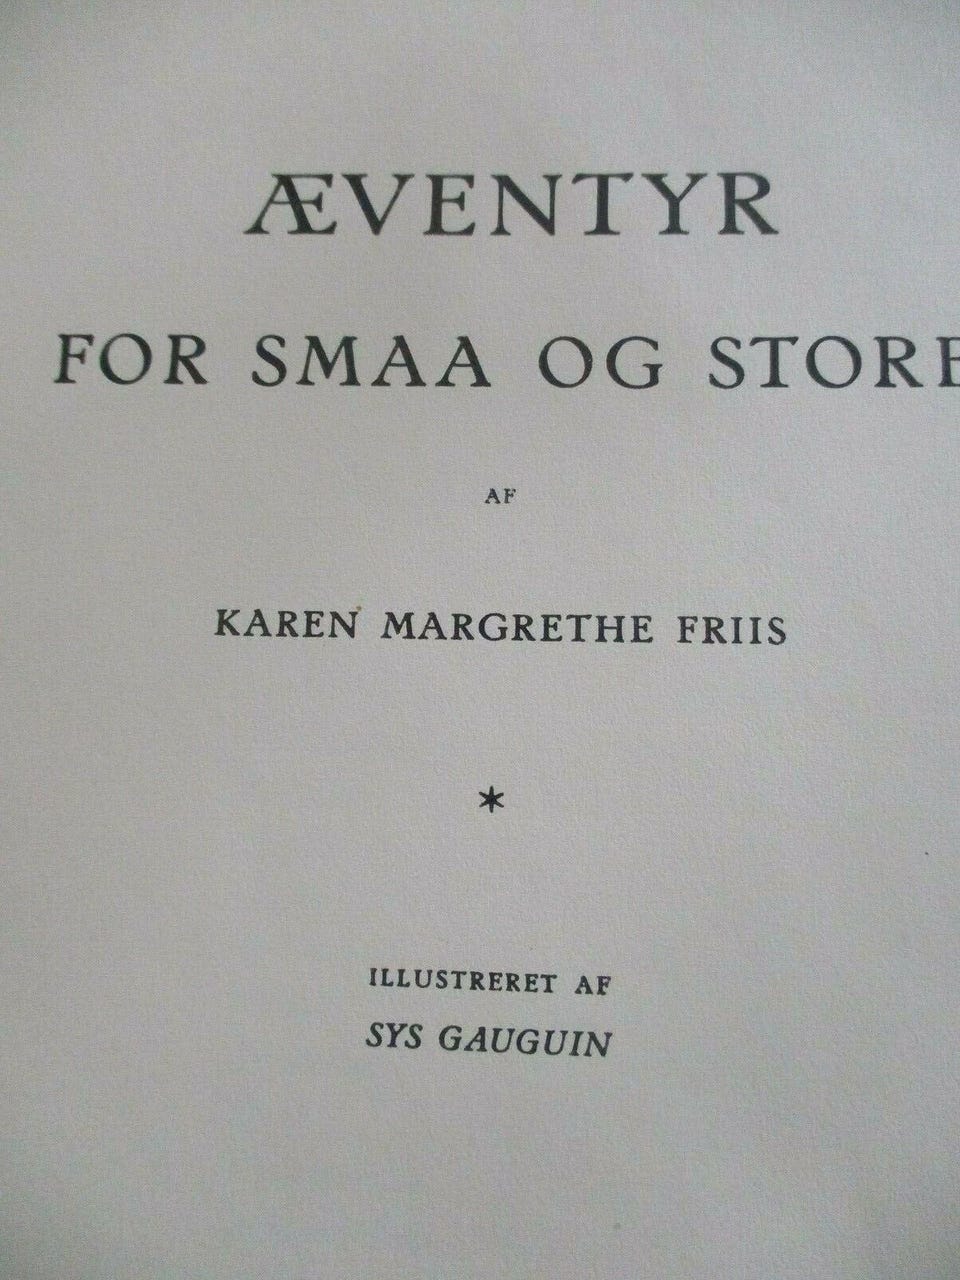 ÆVENTYR
FOR SMAA OG STORE
AF
KAREN MARGRETHE FRIIS
*
ILLUSTRERET AF
SYS GAUGUIN